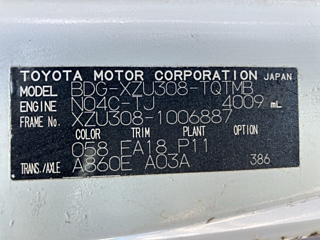 TOYOTA MOTOR CORPORATION JAPAN
MODEL BDG-XZU308-TQTMB
ENGINE N04C-TJ 4009 mL
FRAME No. XZU308-1006887
COLOR TRIM PLANT OPTION
058 FA18 P11
TRANS./AXLE A860E A03A 386